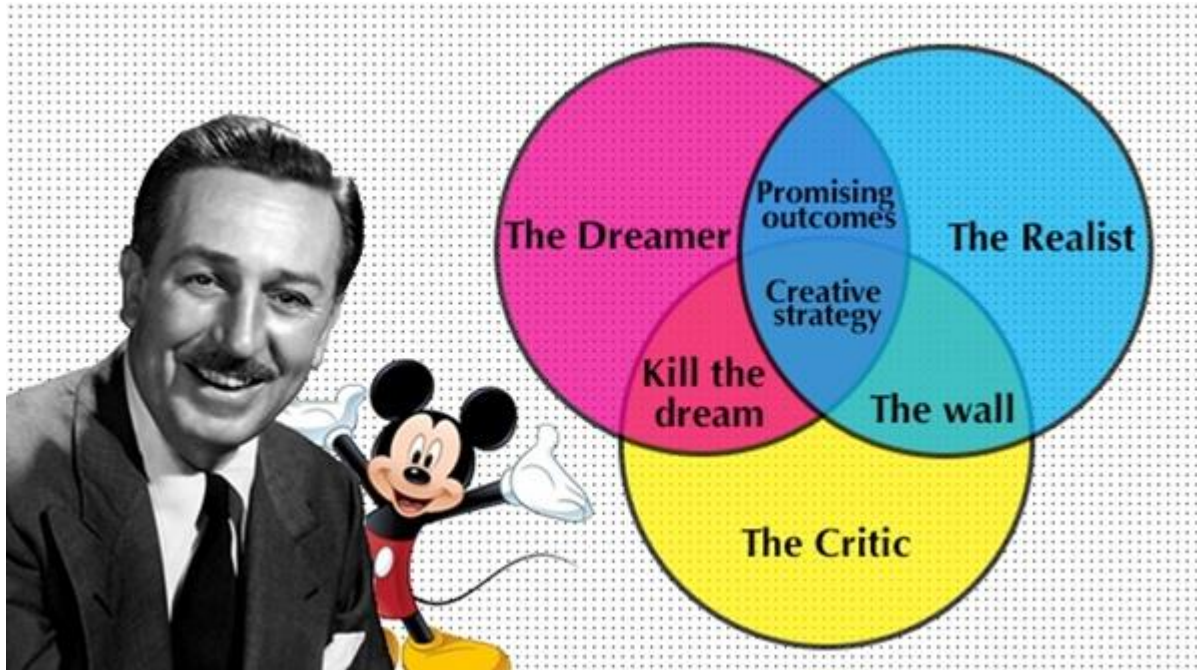 The Dreamer
Promising
outcomes
The Realist
Creative
strategy
Kill the
dream
The wall
The Critic